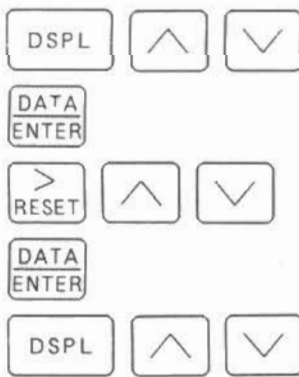 DSPL ∧ ∨
DATA
ENTER
>
RESET ∧ ∨
DATA
ENTER
DSPL ∧ ∨